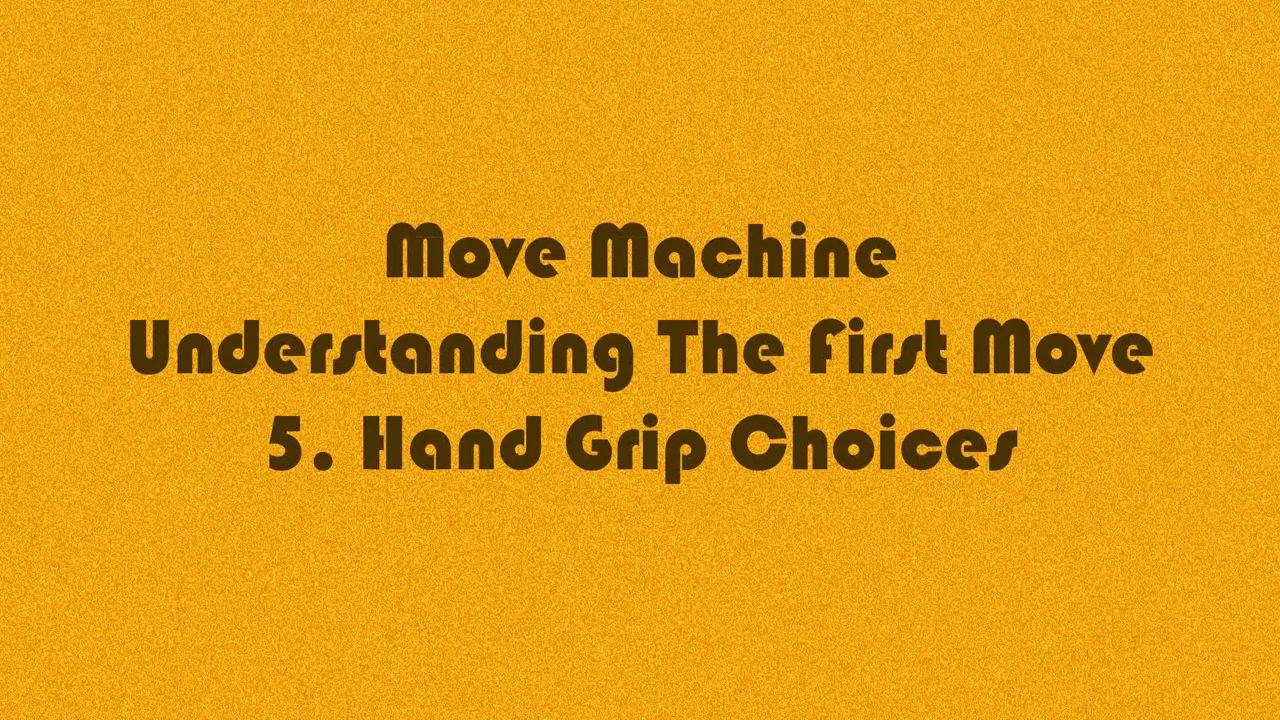 Move Machine
Understanding The First Move
5. Hand Grip Choices